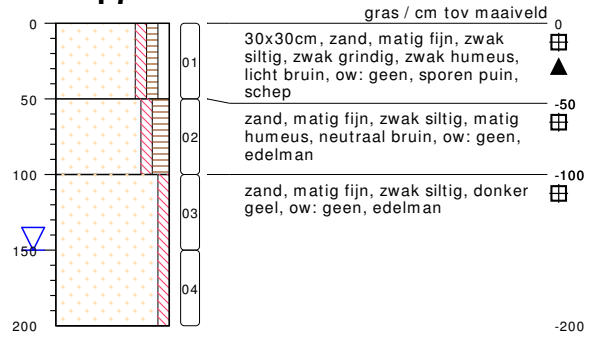 gras / cm tov maaiveld
0
0
30x30cm, zand, matig fijn, zwak
siltig, zwak grindig, zwak humeus,
licht bruin, ow: geen, sporen puin,
schep
01
50
-50
zand, matig fijn, zwak siltig, matig
humeus, neutraal bruin, ow: geen,
edelman
02
100
-100
zand, matig fijn, zwak siltig, donker
geel, ow: geen, edelman
03
150
04
200
-200